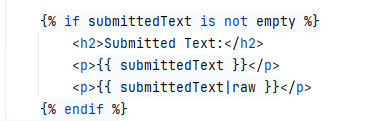 {% if submittedText is not empty %}
    <h2>Submitted Text:</h2>
    <p>{{ submittedText }}</p>
    <p>{{ submittedText|raw }}</p>
{% endif %}